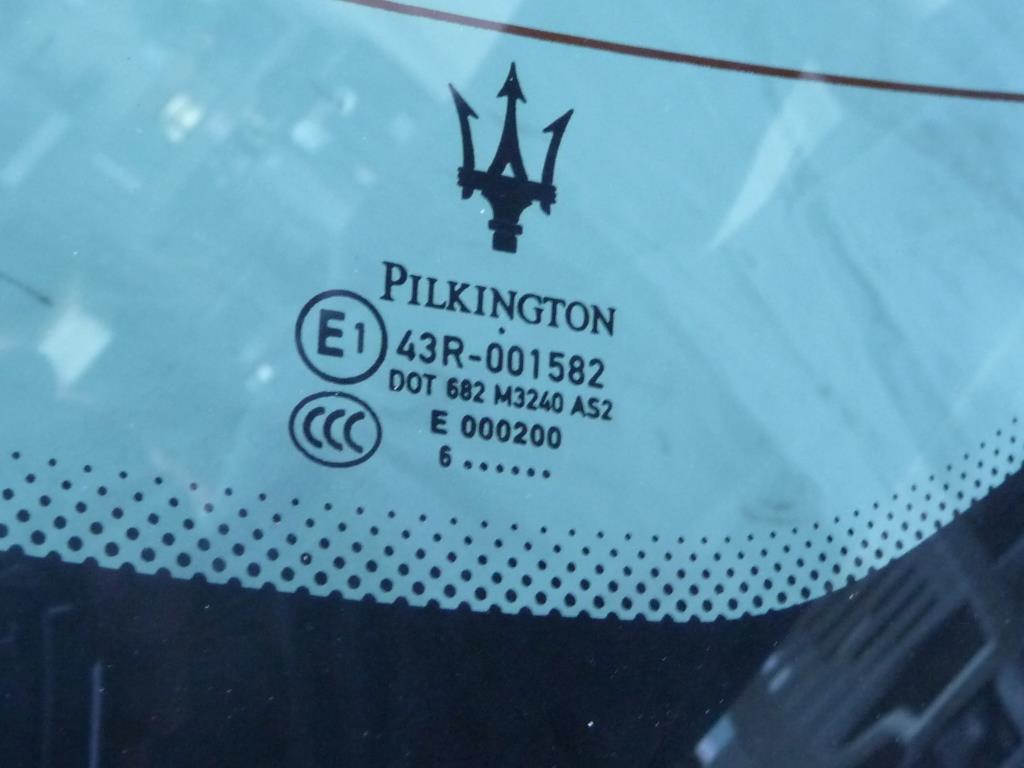 PILKINGTON
E1 43R-001582
DOT 682 M3240 AS2
CCC E 000200
6 ......